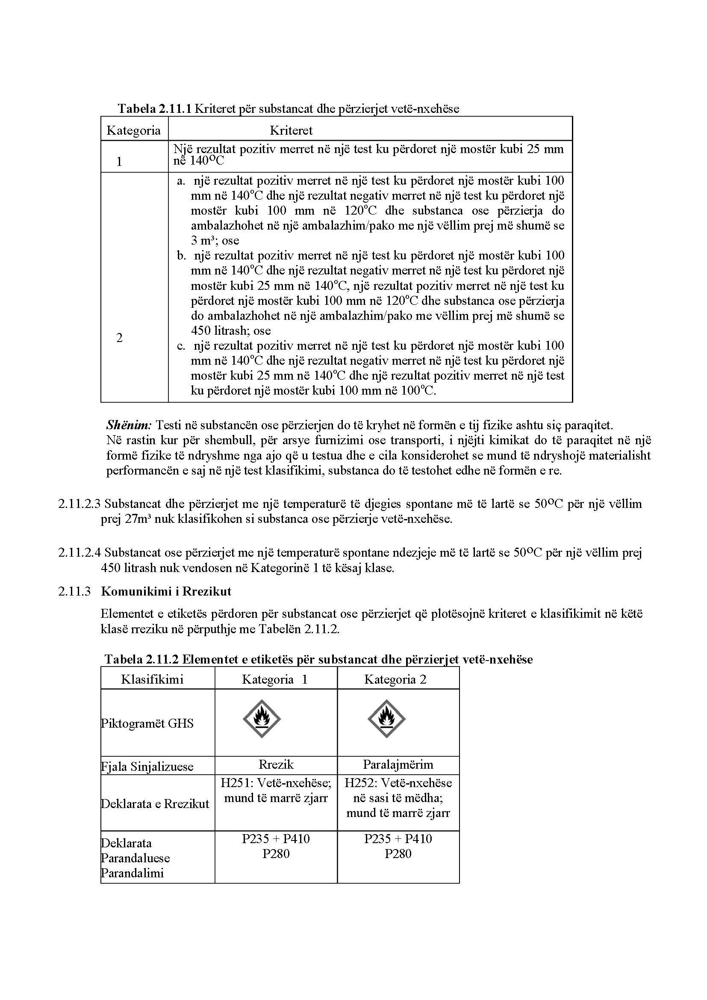 Tabela 2.11.1 Kriteret për substancat dhe përzierjet vetë-nxehëse
Kategoria Kriteret
1 Një rezultat pozitiv merret në një test ku përdoret një mostër kubi 25 mm
në 140ºC
2
a. një rezultat pozitiv merret në një test ku përdoret një mostër kubi 100
mm në 140ºC dhe një rezultat negativ merret në një test ku përdoret një
mostër kubi 100 mm në 120ºC dhe substanca ose përzierja do
ambalazhohet në një ambalazhim/pako me një vëllim prej më shumë se
3 m³; ose
b. një rezultat pozitiv merret në një test ku përdoret një mostër kubi 100
mm në 140ºC dhe një rezultat negativ merret në një test ku përdoret një
mostër kubi 25 mm në 140ºC, një rezultat pozitiv merret në një test ku
përdoret një mostër kubi 100 mm në 120ºC dhe substanca ose përzierja
do ambalazhohet në një ambalazhim/pako me vëllim prej më shumë se
450 litrash; ose
c. një rezultat pozitiv merret në një test ku përdoret një mostër kubi 100
mm në 140ºC dhe një rezultat negativ merret në një test ku përdoret një
mostër kubi 25 mm në 140ºC dhe një rezultat pozitiv merret në një test
ku përdoret një mostër kubi 100 mm në 100ºC.
Shënim: Testi në substancën ose përzierjen do të kryhet në formën e tij fizike ashtu siç paraqitet.
Në rastin kur për shembull, për arsye furnizimi ose transporti, i njëjti kimikat do të paraqitet në një
formë fizike të ndryshme nga ajo që u testua dhe e cila konsiderohet se mund të ndryshojë materialisht
performancën e saj në një test klasifikimi, substanca do të testohet edhe në formën e re.
2.11.2.3 Substancat dhe përzierjet me një temperaturë të djegies spontane më të lartë se 50ºC për një vëllim
prej 27m³ nuk klasifikohen si substanca ose përzierje vetë-nxehëse.
2.11.2.4 Substancat ose përzierjet me një temperaturë spontane ndezjeje më të lartë se 50ºC për një vëllim prej
450 litrash nuk vendosen në Kategorinë 1 të kësaj klase.
2.11.3 Komunikimi i Rrezikut
Elementet e etiketës përdoren për substancat ose përzierjet që plotësojnë kriteret e klasifikimit në këtë
klasë rreziku në përputhje me Tabelën 2.11.2.
Tabela 2.11.2 Elementet e etiketës për substancat dhe përzierjet vetë-nxehëse
Klasifikimi Kategoria 1 Kategoria 2
Piktogramët GHS
Fjala Sinjalizuese Rrezik Paralajmërim
Deklarata e Rrezikut
H251: Vetë-nxehëse;
mund të marrë zjarr
H252: Vetë-nxehëse
në sasi të mëdha;
mund të marrë zjarr
Deklarata
Parandaluese
Parandalimi
P235 + P410
P280
P235 + P410
P280